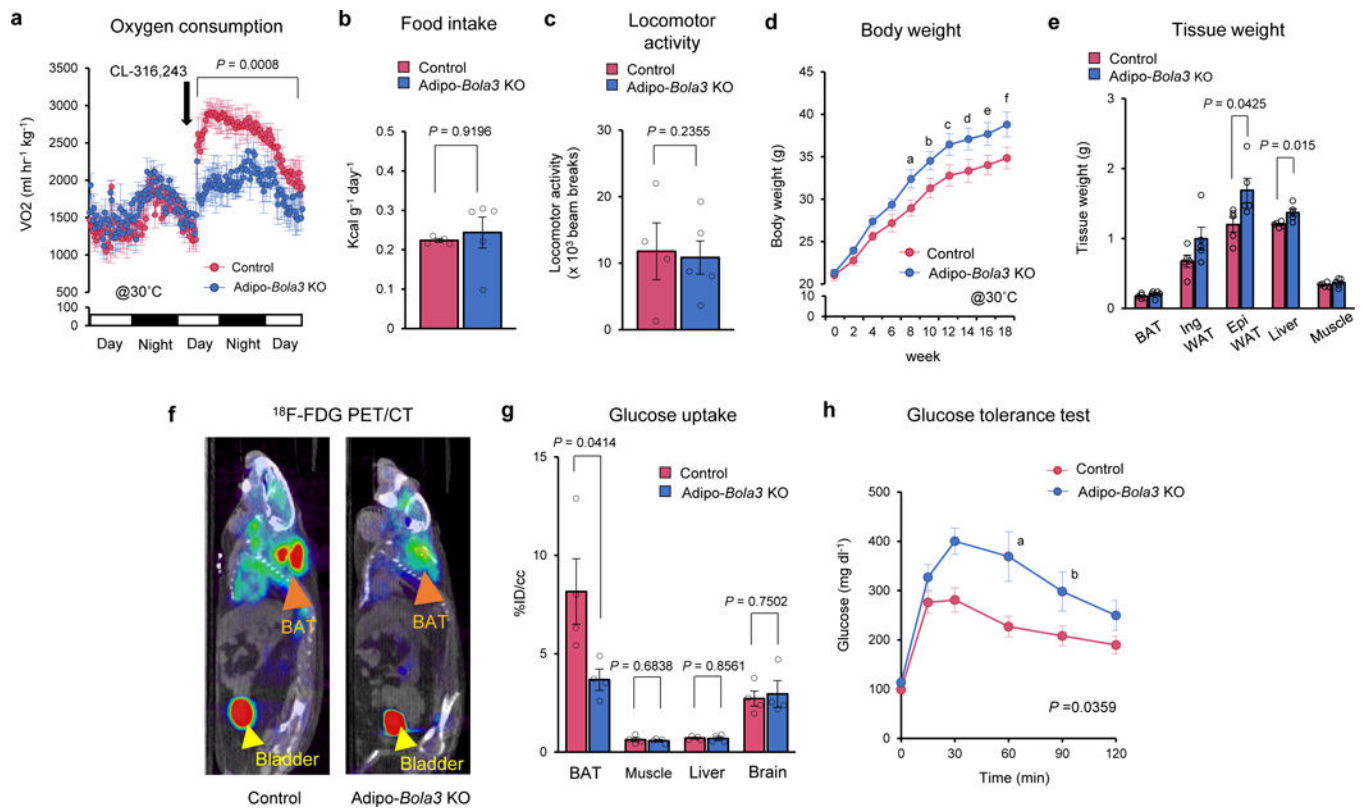 a
Oxygen consumption
CL-316,243
P = 0.0008
VO2 (ml hr⁻¹ kg⁻¹)
3500
3000
2500
2000
1500
1000
500
100
0
Control
Adipo-Bola3 KO
@30˚C
Day
Night
Day
Night
Day
b
Food intake
Control
Adipo-Bola3 KO
Kcal g⁻¹ day⁻¹
0.5
0.4
0.3
0.2
0.1
0
P = 0.9196
c
Locomotor
activity
Control
Adipo-Bola3 KO
Locomotor activity
(x 10³ beam breaks)
30
20
10
0
P = 0.2355
d
Body weight
Body weight (g)
45
40
35
30
25
20
10
0
a
b
c
d
e
f
Control
Adipo-Bola3 KO
@30˚C
0
2
4
6
8
10
12
14
16
18
week
e
Tissue weight
Control
Adipo-Bola3 KO
Tissue weight (g)
3
2
1
0
P = 0.0425
P = 0.015
BAT
Ing
WAT
Epi
WAT
Liver
Muscle
f
¹⁸F-FDG PET/CT
BAT
Bladder
BAT
Bladder
Control
Adipo-Bola3 KO
g
Glucose uptake
Control
Adipo-Bola3 KO
%ID/cc
15
10
5
0
P = 0.0414
P = 0.6838
P = 0.8561
P = 0.7502
BAT
Muscle
Liver
Brain
h
Glucose tolerance test
Control
Adipo-Bola3 KO
Glucose (mg dl⁻¹)
500
400
300
200
100
0
a
b
P =0.0359
0
30
60
90
120
Time (min)